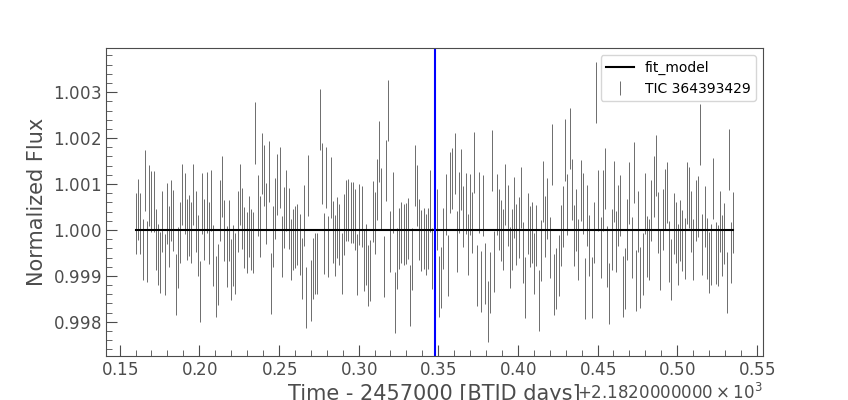 fit_model
TIC 364393429
Normalized Flux
1.003
1.002
1.001
1.000
0.999
0.998
0.15 0.20 0.25 0.30 0.35 0.40 0.45 0.50 0.55
Time - 2457000 [BTJD days]
+2.1820000000 × 10³